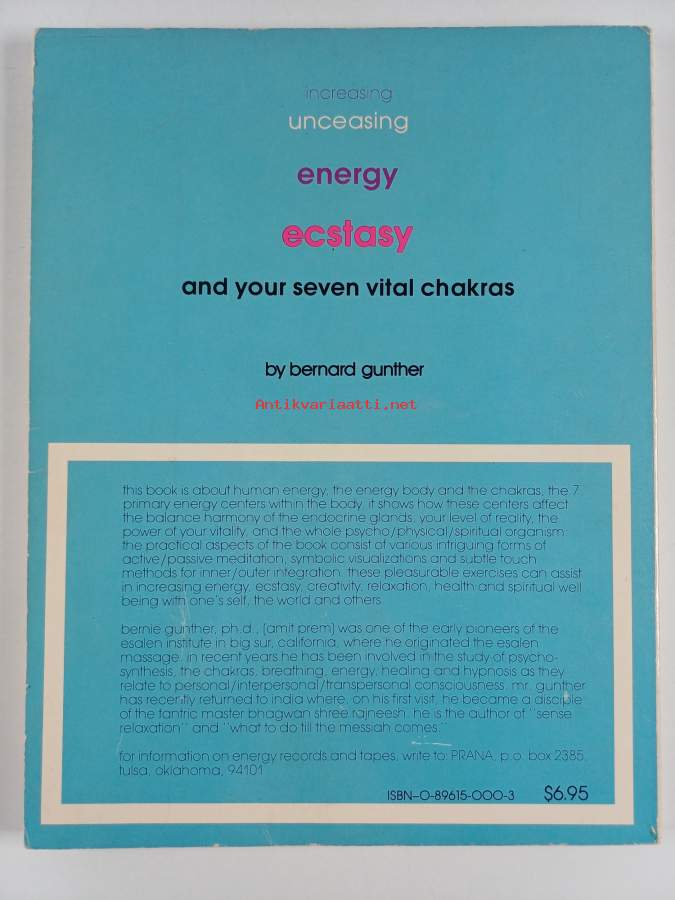 increasing
unceasing
energy
ecstasy
and your seven vital chakras
by bernard gunther
Antikvariaatti.net
this book is about human energy, the energy body and the chakras, the 7
primary energy centers within the body. it shows how these centers affect
the balance harmony of the endocrine glands, your level of reality, the
power of your vitality, and the whole psycho/physical/spiritual organism.
the practical aspects of the book consist of various intriguing forms of
active/passive meditation, symbolic visualizations and subtle touch
methods for inner/outer integration. these pleasurable exercises can assist
in increasing energy, ecstasy, creativity, relaxation, health and spiritual well
being with one's self, the world and others.
bernie gunther, ph.d., (amit prem) was one of the early pioneers of the
esalen institute in big sur, california, where he originated the esalen
massage. in recent years he has been involved in the study of psycho-
synthesis, the chakras, breathing, energy, healing and hypnosis as they
relate to personal/interpersonal/transpersonal consciousness. mr. gunther
has recently returned to india where, on his first visit, he became a disciple
of the tantric master bhagwan shree rajneesh. he is the author of "sense
relaxation" and "what to do till the messiah comes."
for information on energy records and tapes, write to: PRANA, p.o. box 2385,
tulsa, oklahoma, 94101
ISBN-0-89615-000-3 $6.95